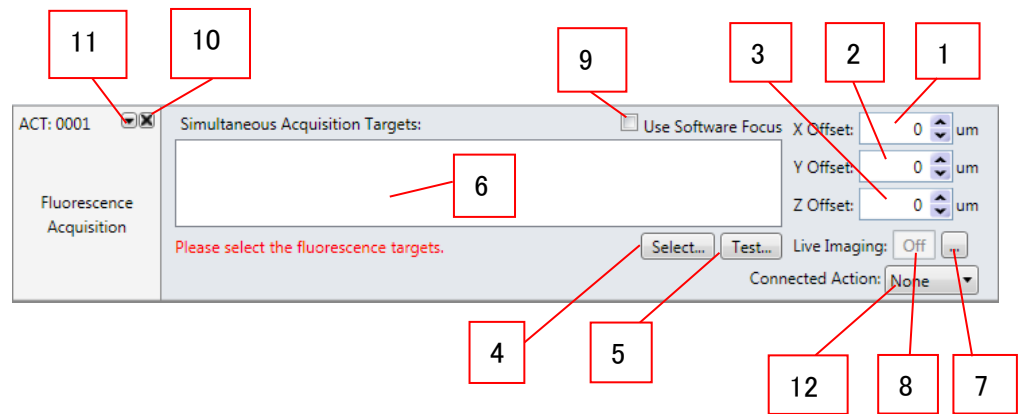 11
10
9
3
2
1
ACT: 0001
Simultaneous Acquisition Targets:
Use Software Focus
X Offset: 0 um
Y Offset: 0 um
6
Fluorescence
Acquisition
Z Offset: 0 um
Please select the fluorescence targets.
Select...
Test...
Live Imaging: Off ...
Connected Action: None
4
5
12
8
7